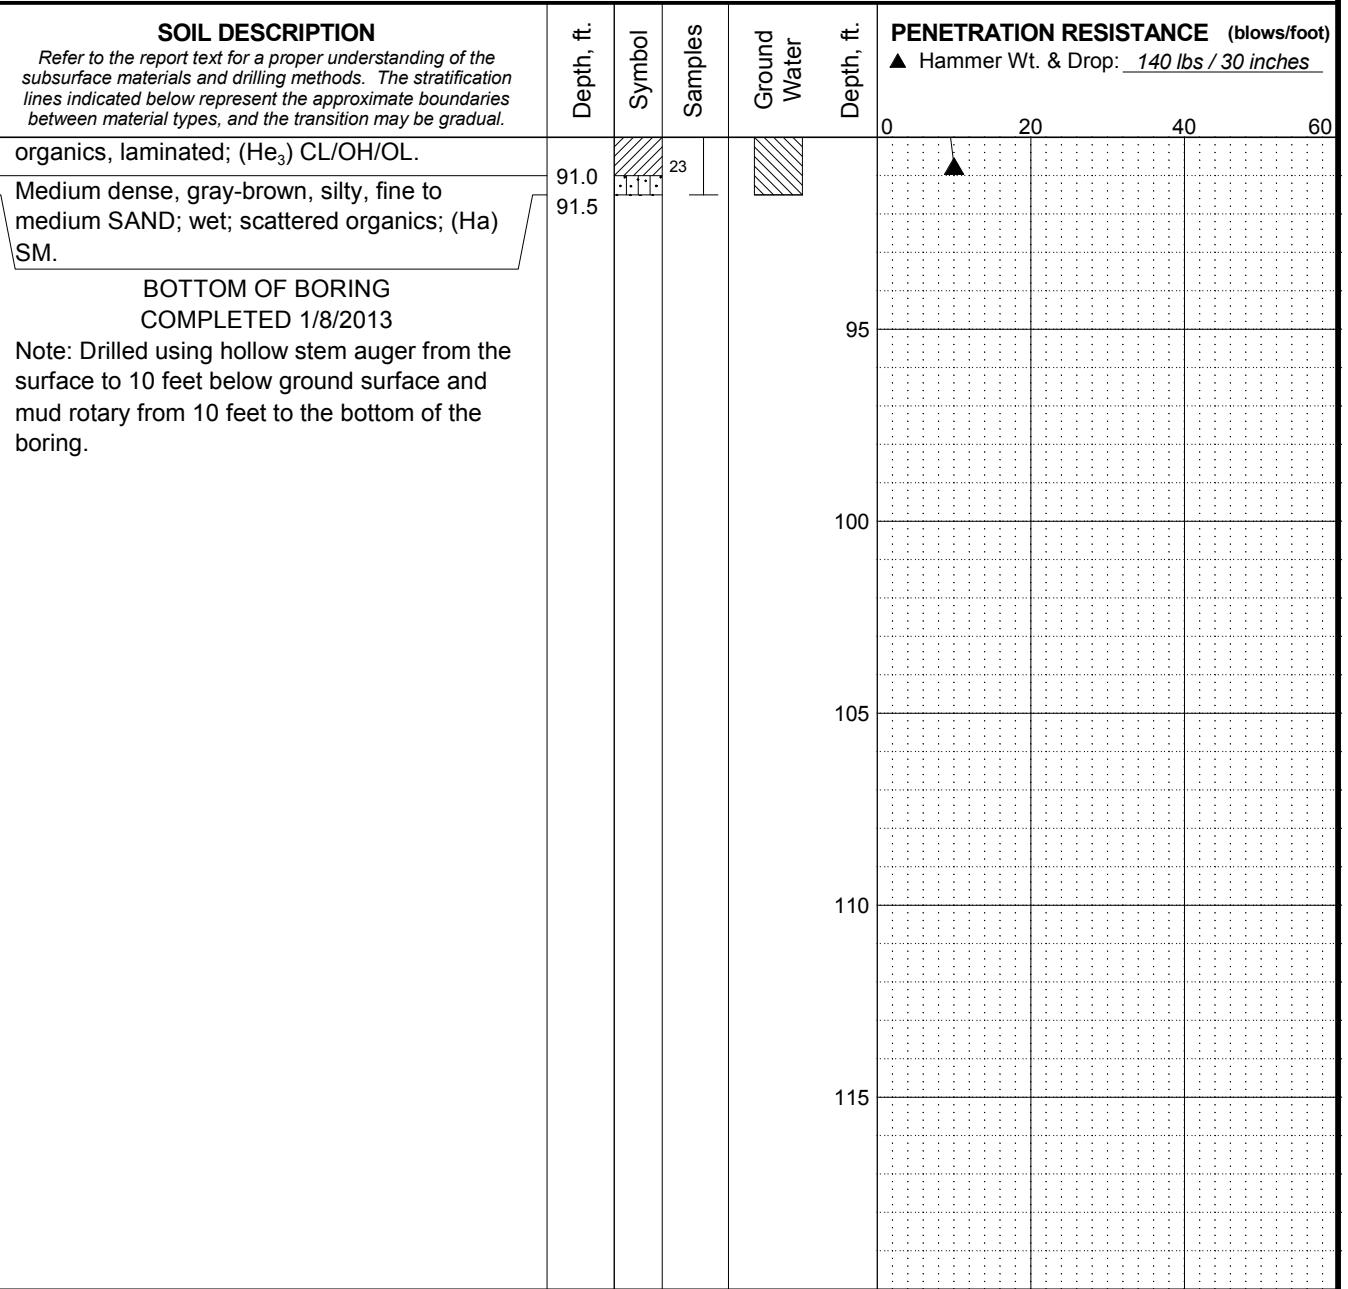 SOIL DESCRIPTION
Refer to the report text for a proper understanding of the
subsurface materials and drilling methods. The stratification
lines indicated below represent the approximate boundaries
between material types, and the transition may be gradual.
Depth, ft.
Symbol
Samples
Ground
Water
Depth, ft.
PENETRATION RESISTANCE (blows/foot)
▲ Hammer Wt. & Drop: 140 lbs / 30 inches
0 20 40 60
organics, laminated; (He₃) CL/OH/OL.
23
91.0
Medium dense, gray-brown, silty, fine to
medium SAND; wet; scattered organics; (Ha)
SM.
91.5
BOTTOM OF BORING
COMPLETED 1/8/2013
Note: Drilled using hollow stem auger from the
surface to 10 feet below ground surface and
mud rotary from 10 feet to the bottom of the
boring.
95
100
105
110
115